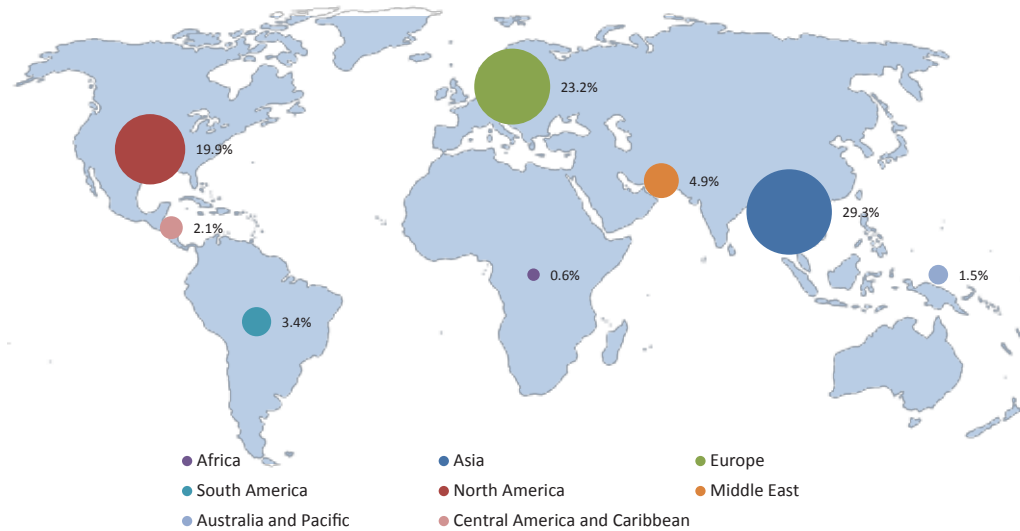 23.2%
19.9%
4.9%
29.3%
2.1%
0.6%
1.5%
3.4%
Africa
Asia
Europe
South America
North America
Middle East
Australia and Pacific
Central America and Caribbean